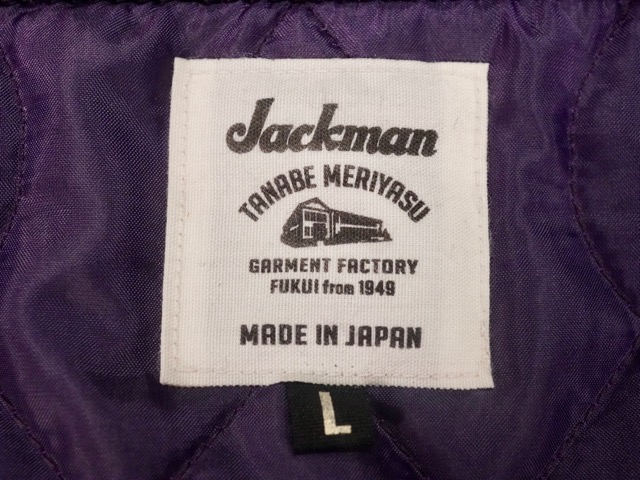 Jackman
TANABE MERIYASU
GARMENT FACTORY
FUKUI from 1949
MADE IN JAPAN
L